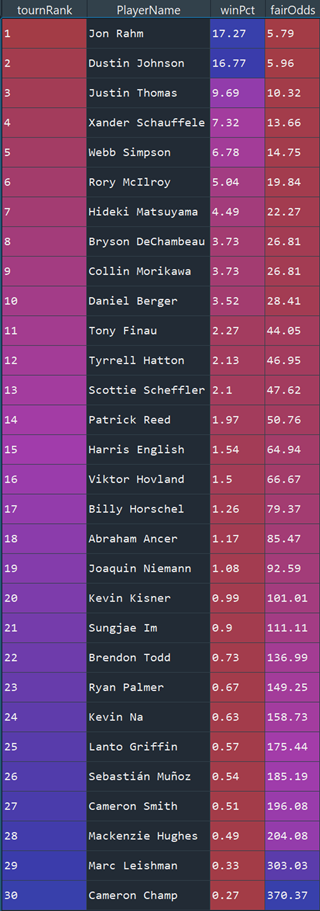 tournRank PlayerName winPct fairOdds
1 Jon Rahm 17.27 5.79
2 Dustin Johnson 16.77 5.96
3 Justin Thomas 9.69 10.32
4 Xander Schauffele 7.32 13.66
5 Webb Simpson 6.78 14.75
6 Rory McIlroy 5.04 19.84
7 Hideki Matsuyama 4.49 22.27
8 Bryson DeChambeau 3.73 26.81
9 Collin Morikawa 3.73 26.81
10 Daniel Berger 3.52 28.41
11 Tony Finau 2.27 44.05
12 Tyrrell Hatton 2.13 46.95
13 Scottie Scheffler 2.1 47.62
14 Patrick Reed 1.97 50.76
15 Harris English 1.54 64.94
16 Viktor Hovland 1.5 66.67
17 Billy Horschel 1.26 79.37
18 Abraham Ancer 1.17 85.47
19 Joaquin Niemann 1.08 92.59
20 Kevin Kisner 0.99 101.01
21 Sungjae Im 0.9 111.11
22 Brendon Todd 0.73 136.99
23 Ryan Palmer 0.67 149.25
24 Kevin Na 0.63 158.73
25 Lanto Griffin 0.57 175.44
26 Sebastián Muñoz 0.54 185.19
27 Cameron Smith 0.51 196.08
28 Mackenzie Hughes 0.49 204.08
29 Marc Leishman 0.33 303.03
30 Cameron Champ 0.27 370.37